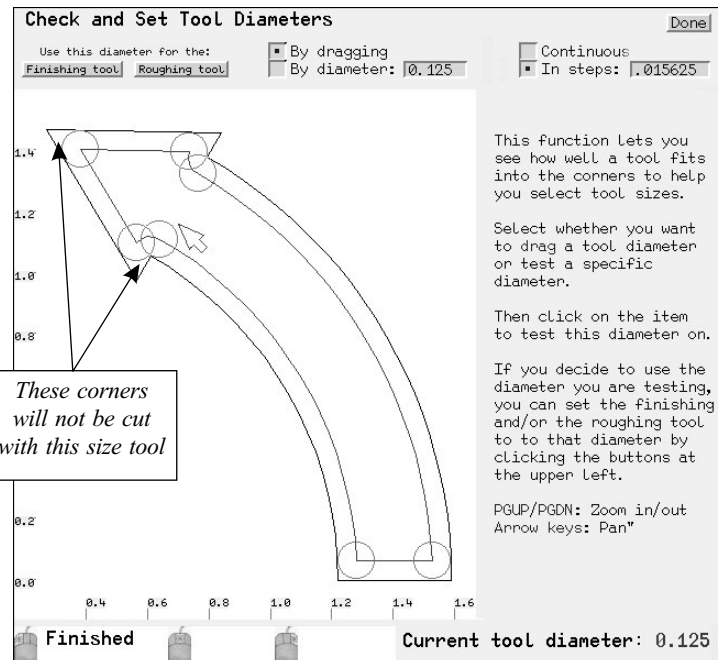 Check and Set Tool Diameters
Done
Use this diameter for the:
Finishing tool
Roughing tool
By dragging
By diameter: 0.125
Continuous
In steps: .015625
This function lets you
see how well a tool fits
into the corners to help
you select tool sizes.
Select whether you want
to drag a tool diameter
or test a specific
diameter.
Then click on the item
to test this diameter on.
If you decide to use the
diameter you are testing,
you can set the finishing
and/or the roughing tool
to to that diameter by
clicking the buttons at
the upper left.
PGUP/PGDN: Zoom in/out
Arrow keys: Pan"
1.4
1.2
1.0
0.8
These corners
will not be cut
with this size tool
0.2
0.0
0.4 0.6 0.8 1.0 1.2 1.4 1.6
Finished
Current tool diameter: 0.125